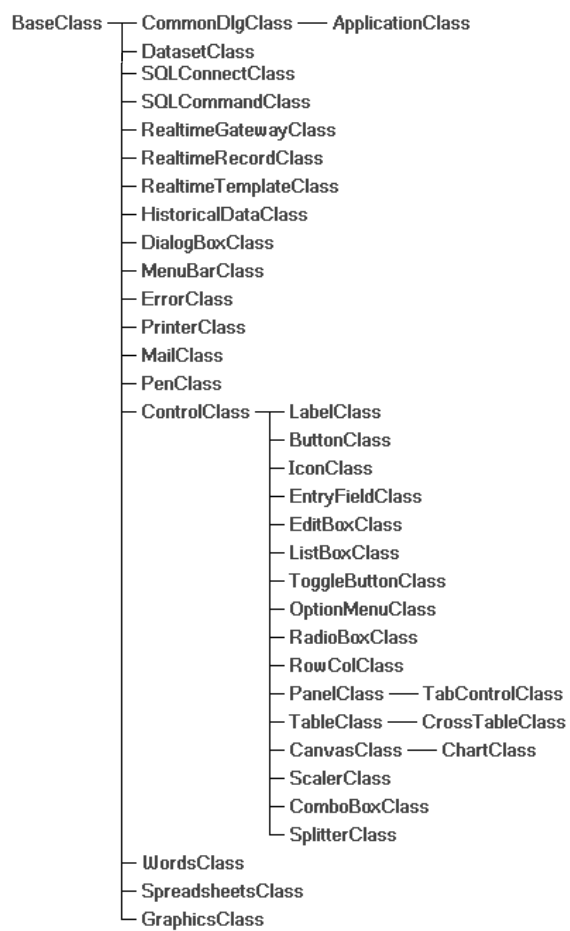 BaseClass CommonDlgClass ApplicationClass
DatasetClass
SQLConnectClass
SQLCommandClass
RealtimeGatewayClass
RealtimeRecordClass
RealtimeTemplateClass
HistoricalDataClass
DialogBoxClass
MenuBarClass
ErrorClass
PrinterClass
MailClass
PenClass
ControlClass LabelClass
ButtonClass
IconClass
EntryFieldClass
EditBoxClass
ListBoxClass
ToggleButtonClass
OptionMenuClass
RadioBoxClass
RowColClass
PanelClass TabControlClass
TableClass CrossTableClass
CanvasClass ChartClass
ScalerClass
ComboBoxClass
SplitterClass
WordsClass
SpreadsheetsClass
GraphicsClass